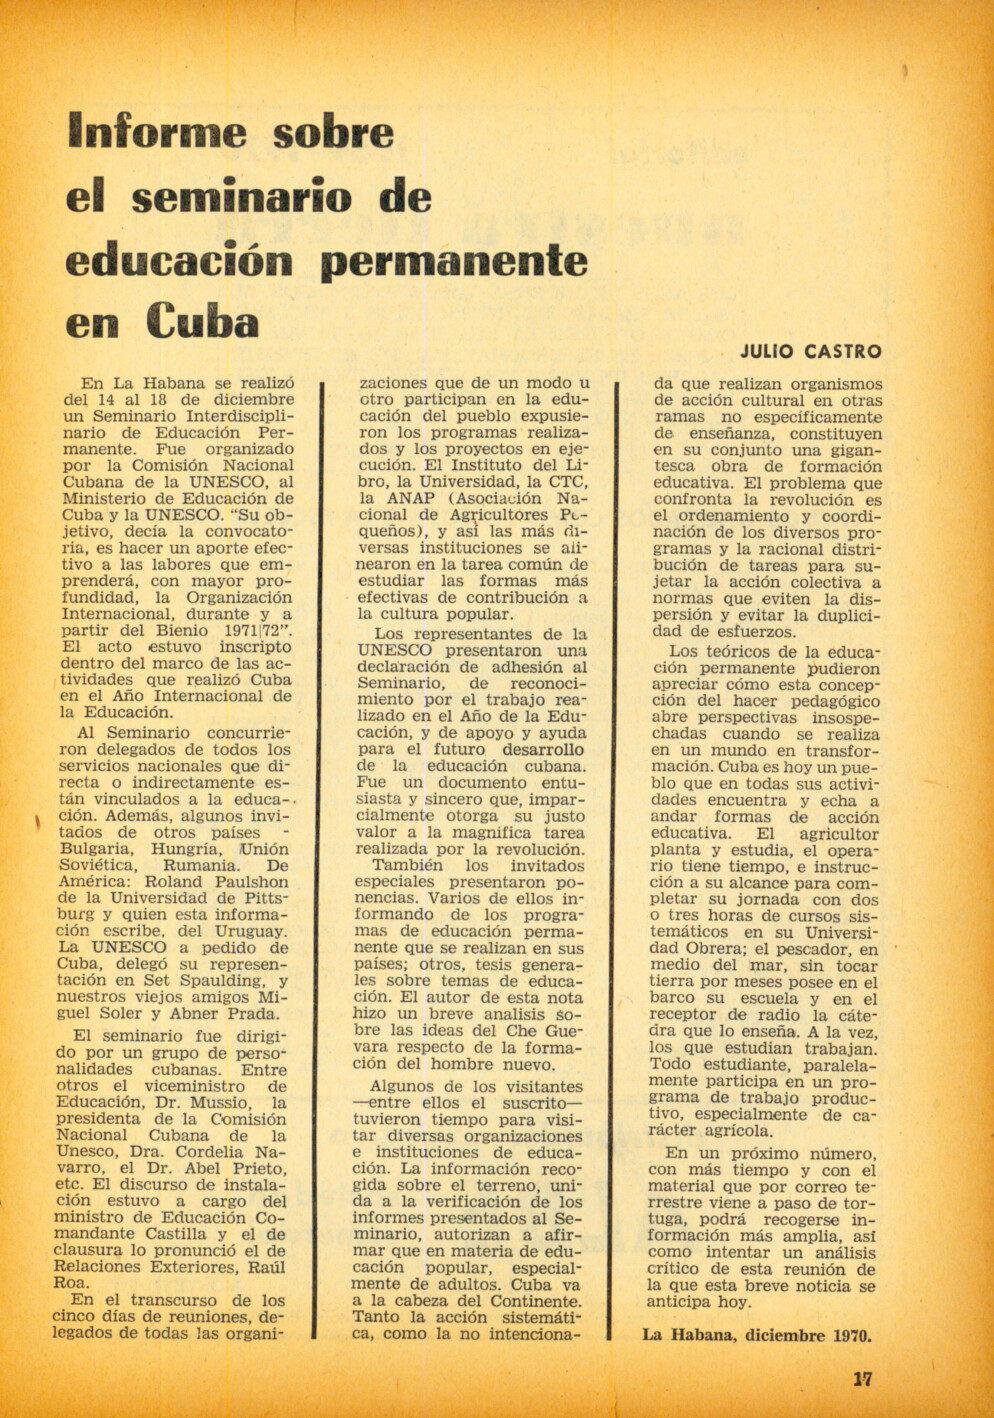 Informe sobre
el seminario de
educación permanente
en Cuba
JULIO CASTRO
En La Habana se realizó
del 14 al 18 de diciembre
un Seminario Interdiscipli-
nario de Educación Per-
manente. Fue organizado
por la Comisión Nacional
Cubana de la UNESCO, al
Ministerio de Educación de
Cuba y la UNESCO. “Su ob-
jetivo, decía la convocato-
ria, es hacer un aporte efec-
tivo a las labores que em-
prenderá, con mayor pro-
fundidad, la Organización
Internacional, durante y a
partir del Bienio 1971|72”.
El acto estuvo inscripto
dentro del marco de las ac-
tividades que realizó Cuba
en el Año Internacional de
la Educación.
Al Seminario concurrie-
ron delegados de todos los
servicios nacionales que di-
recta o indirectamente es-
tán vinculados a la educa-
ción. Además, algunos invi-
tados de otros países -
Bulgaria, Hungría, Unión
Soviética, Rumania. De
América: Roland Paulshon
de la Universidad de Pitts-
burg y quien esta informa-
ción escribe, del Uruguay.
La UNESCO a pedido de
Cuba, delegó su represen-
tación en Set Spaulding, y
nuestros viejos amigos Mi-
guel Soler y Abner Prada.
El seminario fue dirigi-
do por un grupo de perso-
nalidades cubanas. Entre
otros el viceministro de
Educación, Dr. Mussio, la
presidenta de la Comisión
Nacional Cubana de la
Unesco, Dra. Cordelia Na-
varro, el Dr. Abel Prieto,
etc. El discurso de instala-
ción estuvo a cargo del
ministro de Educación Co-
mandante Castilla y el de
clausura lo pronunció el de
Relaciones Exteriores, Raúl
Roa.
En el transcurso de los
cinco días de reuniones, de-
legados de todas las organi-
zaciones que de un modo u
otro participan en la edu-
cación del pueblo expusie-
ron los programas realiza-
dos y los proyectos en eje-
cución. El Instituto del Li-
bro, la Universidad, la CTC,
la ANAP (Asociación Na-
cional de Agricultores Pe-
queños), y así las más di-
versas instituciones se ali-
nearon en la tarea común de
estudiar las formas más
efectivas de contribución a
la cultura popular.
Los representantes de la
UNESCO presentaron una
declaración de adhesión al
Seminario, de reconoci-
miento por el trabajo rea-
lizado en el Año de la Edu-
cación, y de apoyo y ayuda
para el futuro desarrollo
de la educación cubana.
Fue un documento entu-
siasta y sincero que, impar-
cialmente otorga su justo
valor a la magnífica tarea
realizada por la revolución.
También los invitados
especiales presentaron po-
nencias. Varios de ellos in-
formando de los progra-
mas de educación perma-
nente que se realizan en sus
países; otros, tesis genera-
les sobre temas de educa-
ción. El autor de esta nota
hizo un breve analisis so-
bre las ideas del Che Gue-
vara respecto de la forma-
ción del hombre nuevo.
Algunos de los visitantes
—entre ellos el suscrito—
tuvieron tiempo para visi-
tar diversas organizaciones
e instituciones de educa-
ción. La información reco-
gida sobre el terreno, uni-
da a la verificación de los
informes presentados al Se-
minario, autorizan a afir-
mar que en materia de edu-
cación popular, especial-
mente de adultos. Cuba va
a la cabeza del Continente.
Tanto la acción sistemáti-
ca, como la no intenciona-
da que realizan organismos
de acción cultural en otras
ramas no específicamente
de enseñanza, constituyen
en su conjunto una gigan-
tesca obra de formación
educativa. El problema que
confronta la revolución es
el ordenamiento y coordi-
nación de los diversos pro-
gramas y la racional distri-
bución de tareas para su-
jetar la acción colectiva a
normas que eviten la dis-
persión y evitar la duplici-
dad de esfuerzos.
Los teóricos de la educa-
ción permanente pudieron
apreciar cómo esta concep-
ción del hacer pedagógico
abre perspectivas insospe-
chadas cuando se realiza
en un mundo en transfor-
mación. Cuba es hoy un pue-
blo que en todas sus activi-
dades encuentra y echa a
andar formas de acción
educativa. El agricultor
planta y estudia, el opera-
rio tiene tiempo, e instruc-
ción a su alcance para com-
pletar su jornada con dos
o tres horas de cursos sis-
temáticos en su Universi-
dad Obrera; el pescador, en
medio del mar, sin tocar
tierra por meses posee en el
barco su escuela y en el
receptor de radio la cáte-
dra que lo enseña. A la vez,
los que estudian trabajan.
Todo estudiante, paralela-
mente participa en un pro-
grama de trabajo produc-
tivo, especialmente de ca-
rácter agrícola.
En un próximo número,
con más tiempo y con el
material que por correo te-
rrestre viene a paso de tor-
tuga, podrá recogerse in-
formación más amplia, así
como intentar un análisis
crítico de esta reunión de
la que esta breve noticia se
anticipa hoy.
La Habana, diciembre 1970.
17